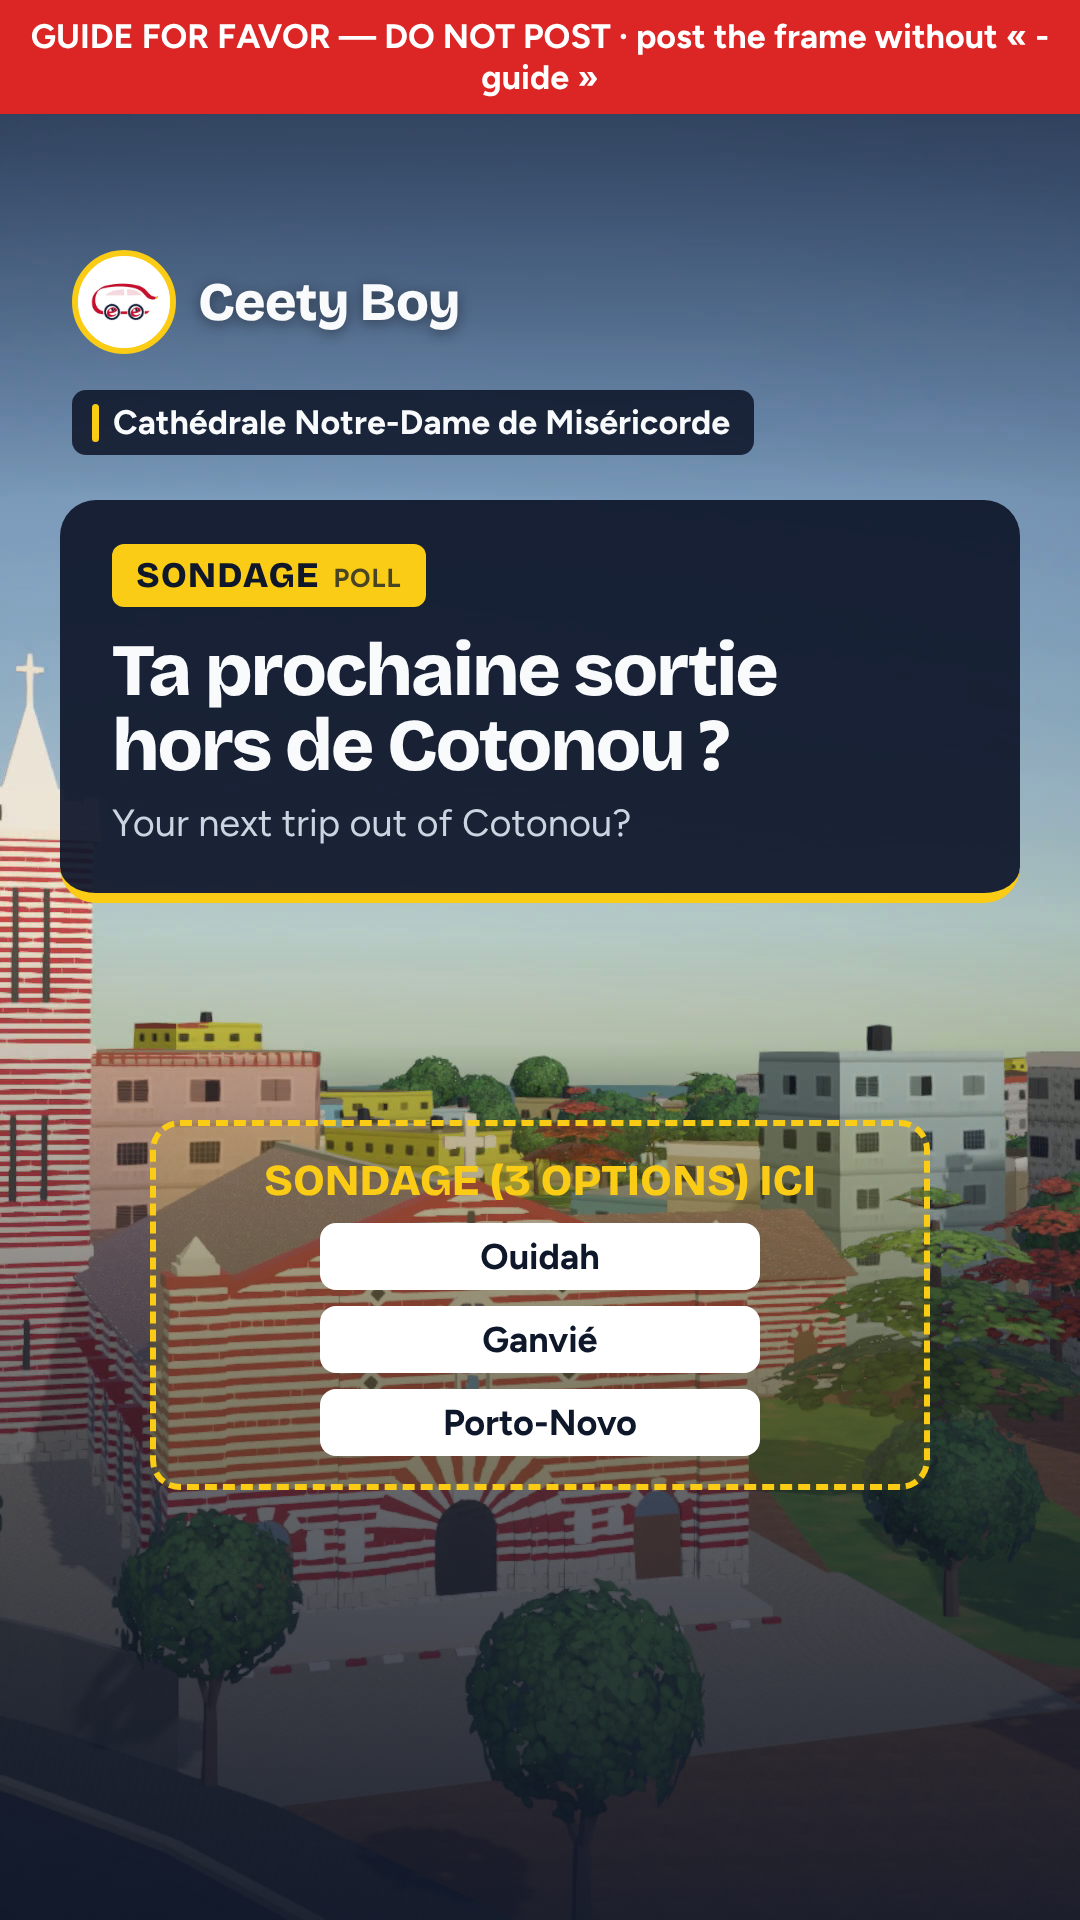 GUIDE FOR FAVOR — DO NOT POST · post the frame without « -
guide »
Ceety Boy
Cathédrale Notre-Dame de Miséricorde
SONDAGE POLL
Ta prochaine sortie
hors de Cotonou ?
Your next trip out of Cotonou?
SONDAGE (3 OPTIONS) ICI
Ouidah
Ganvié
Porto-Novo